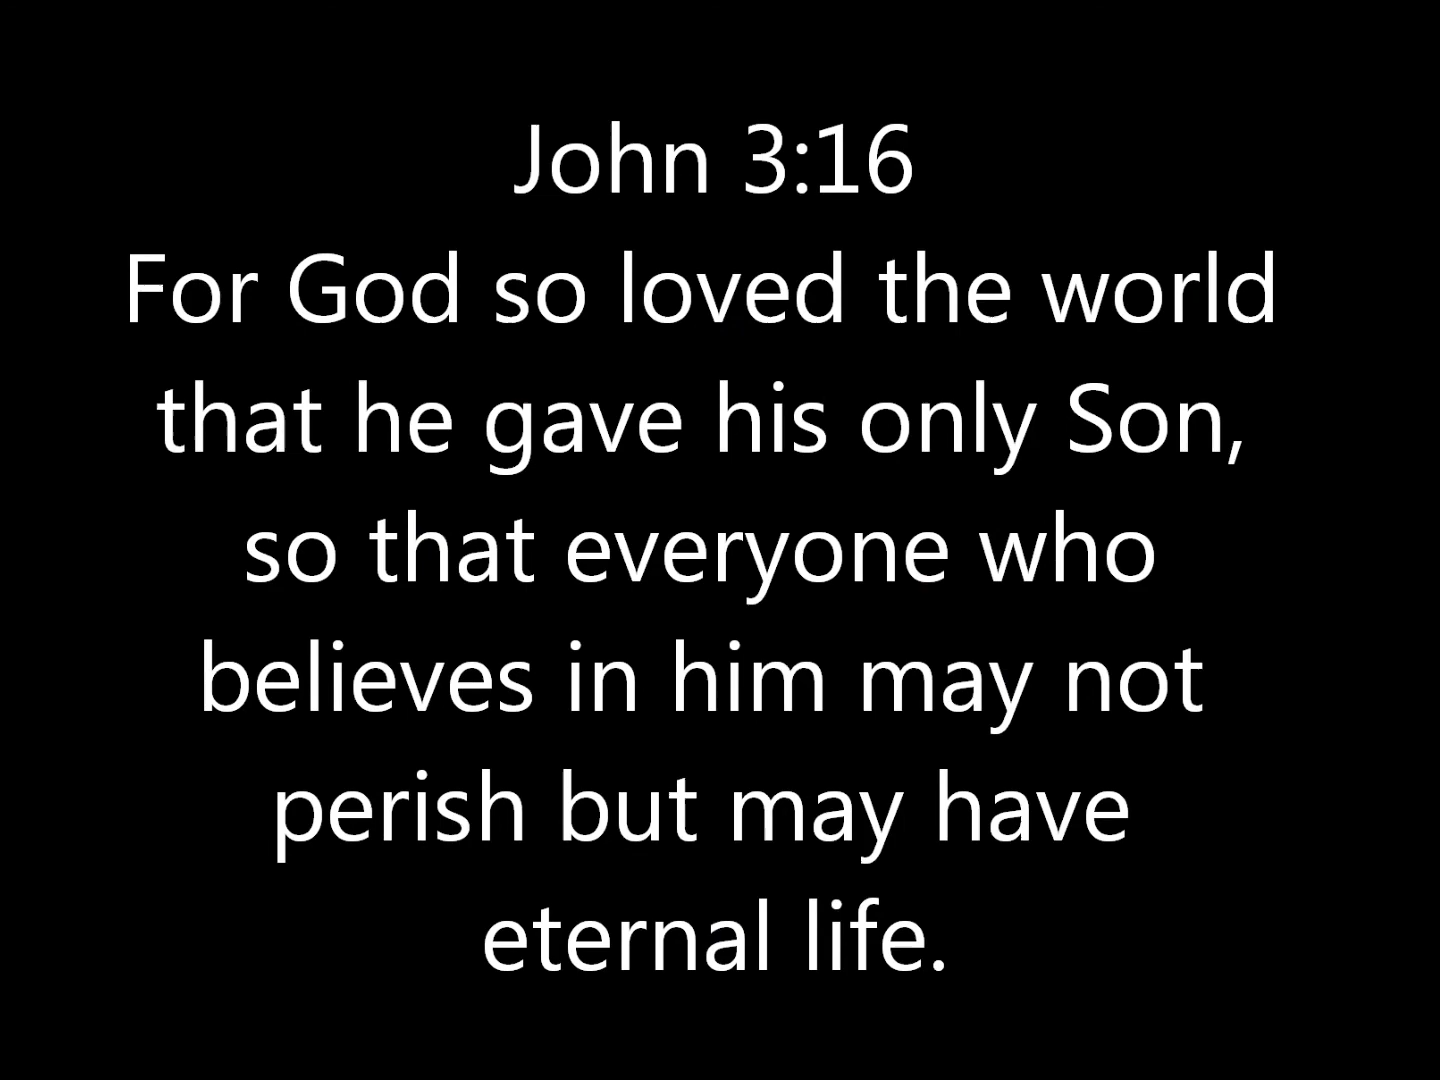 John 3:16
For God so loved the world
that he gave his only Son,
so that everyone who
believes in him may not
perish but may have
eternal life.